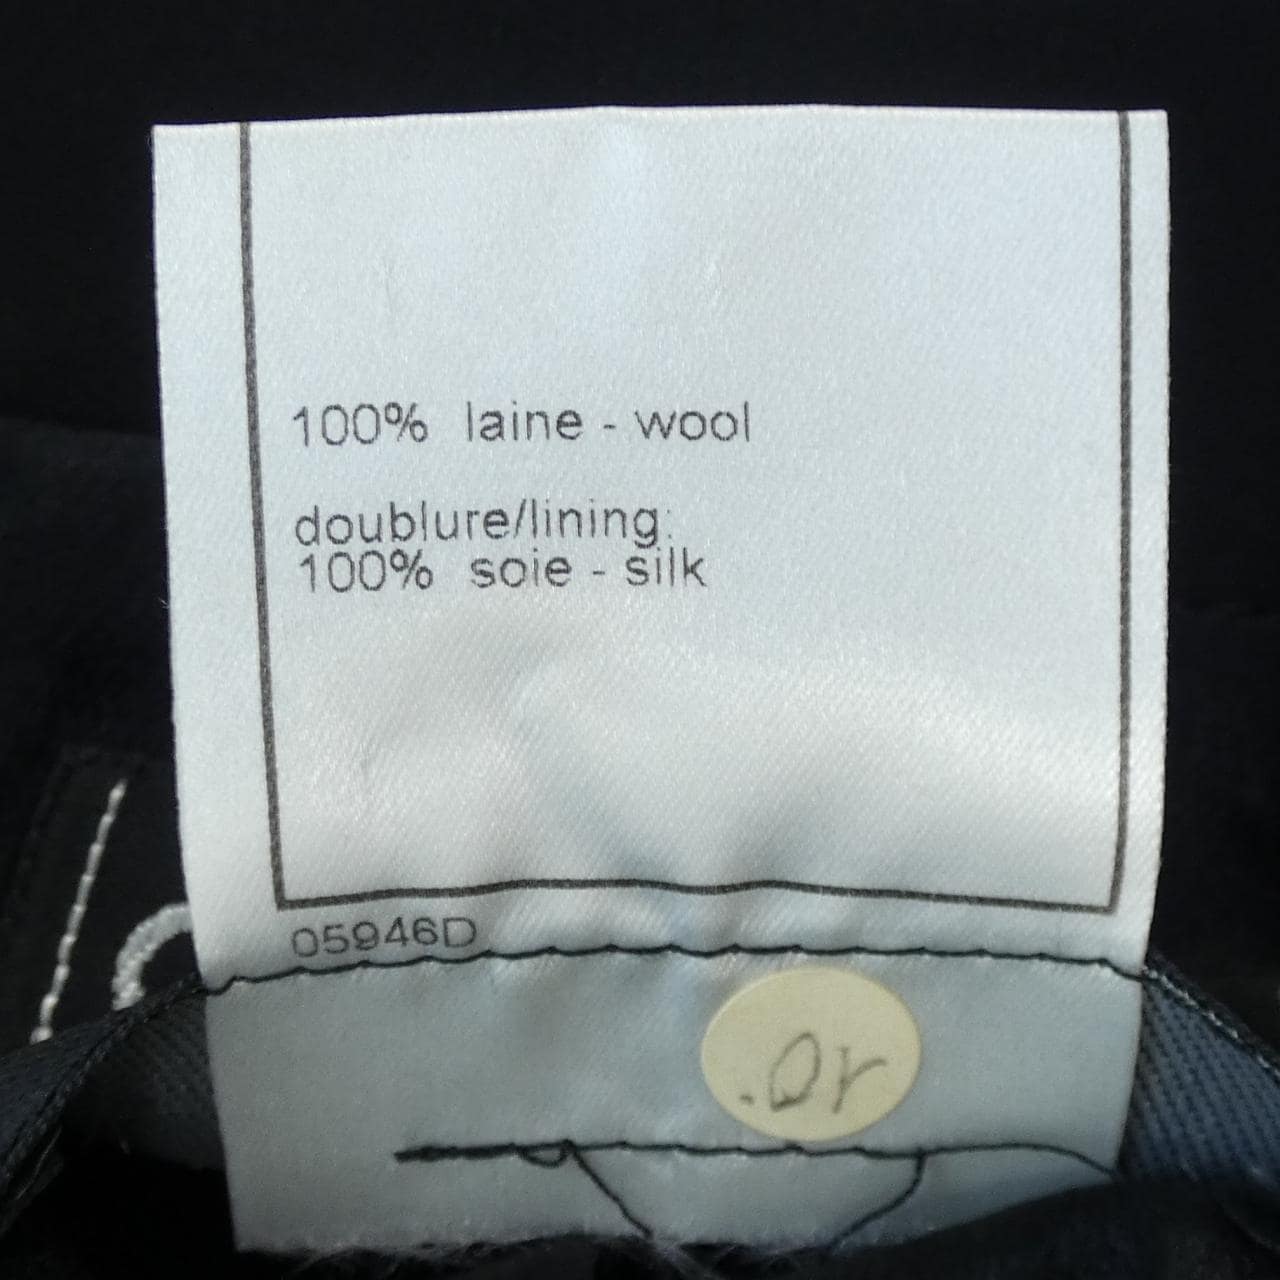 100% laine - wool
doublure/lining:
100% soie - silk
05946D